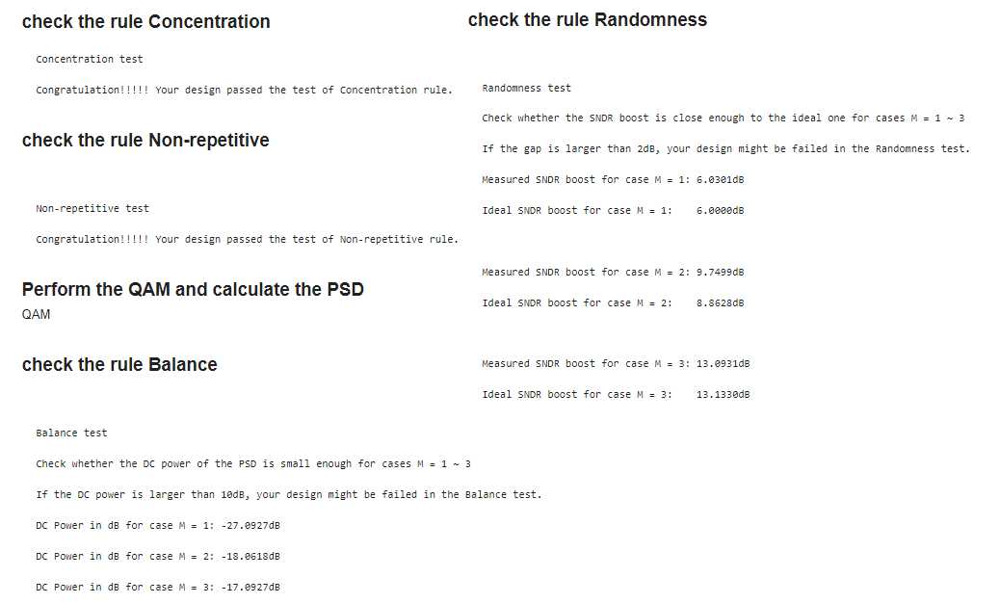 check the rule Concentration
Concentration test
Congratulation!!!!! Your design passed the test of Concentration rule.
check the rule Non-repetitive
Non-repetitive test
Congratulation!!!!! Your design passed the test of Non-repetitive rule.
Perform the QAM and calculate the PSD
QAM
check the rule Balance
Balance test
Check whether the DC power of the PSD is small enough for cases M = 1 ~ 3
If the DC power is larger than 10dB, your design might be failed in the Balance test.
DC Power in dB for case M = 1: -27.0927dB
DC Power in dB for case M = 2: -18.0618dB
DC Power in dB for case M = 3: -17.0927dB
check the rule Randomness
Randomness test
Check whether the SNDR boost is close enough to the ideal one for cases M = 1 ~ 3
If the gap is larger than 2dB, your design might be failed in the Randomness test.
Measured SNDR boost for case M = 1: 6.0301dB
Ideal SNDR boost for case M = 1:    6.0000dB
Measured SNDR boost for case M = 2: 9.7499dB
Ideal SNDR boost for case M = 2:    8.8628dB
Measured SNDR boost for case M = 3: 13.0931dB
Ideal SNDR boost for case M = 3:    13.1330dB